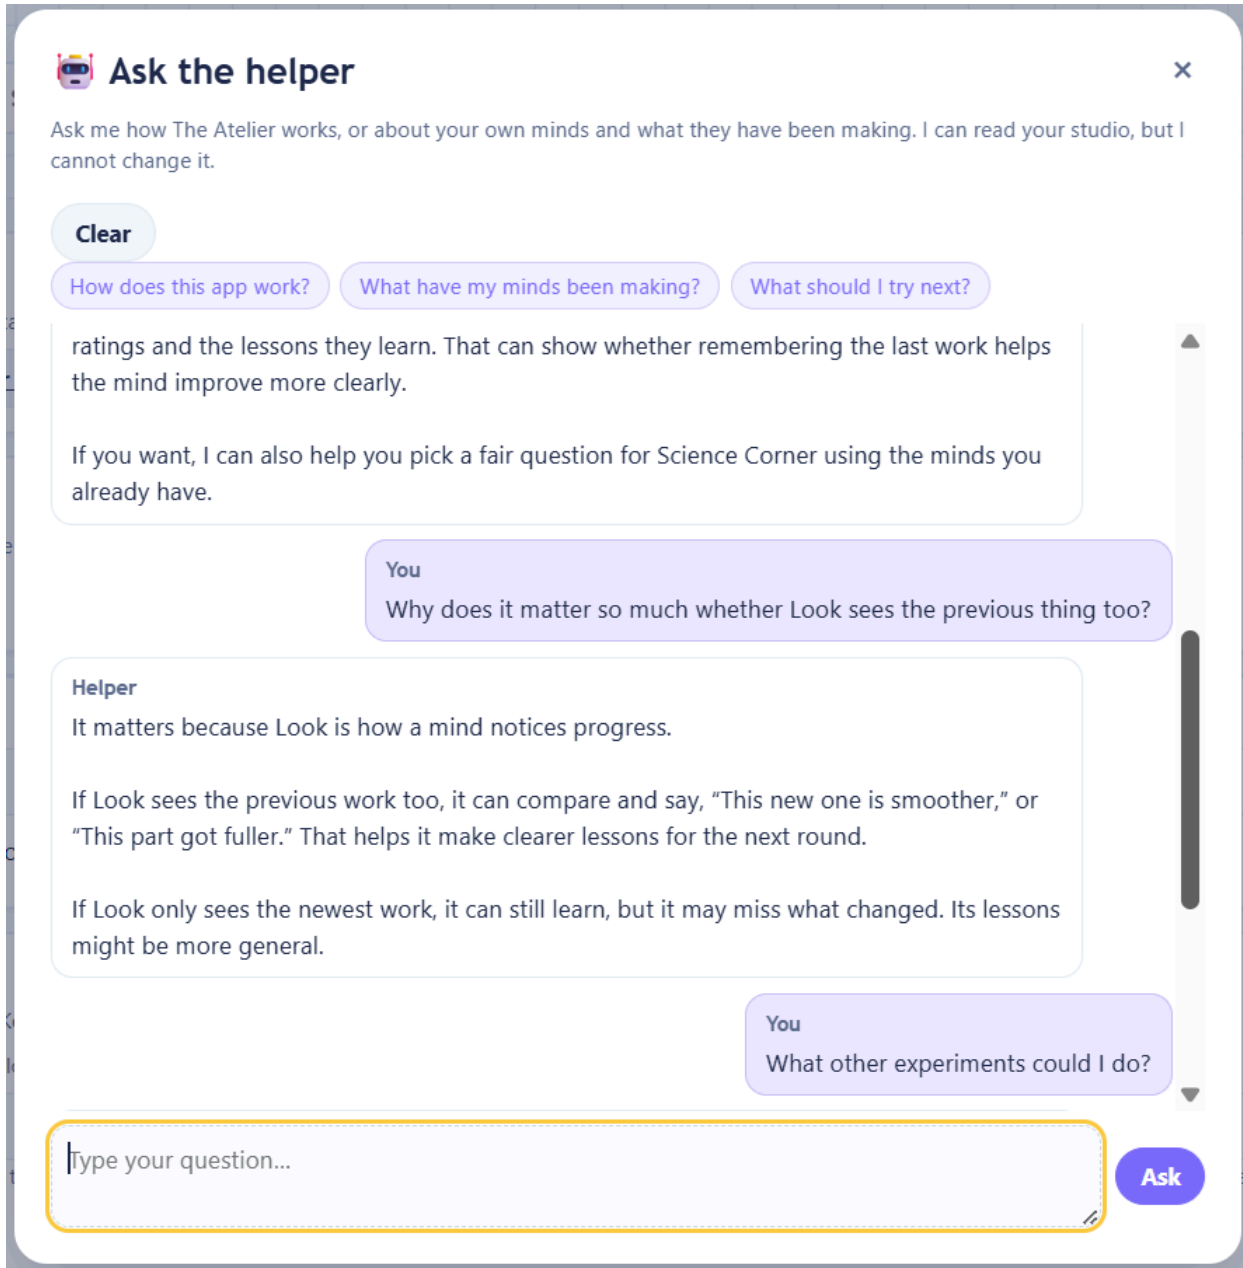 Ask the helper
Ask me how The Atelier works, or about your own minds and what they have been making. I can read your studio, but I
cannot change it.
Clear
How does this app work?
What have my minds been making?
What should I try next?
ratings and the lessons they learn. That can show whether remembering the last work helps
the mind improve more clearly.
If you want, I can also help you pick a fair question for Science Corner using the minds you
already have.
You
Why does it matter so much whether Look sees the previous thing too?
Helper
It matters because Look is how a mind notices progress.
If Look sees the previous work too, it can compare and say, “This new one is smoother,” or
“This part got fuller.” That helps it make clearer lessons for the next round.
If Look only sees the newest work, it can still learn, but it may miss what changed. Its lessons
might be more general.
You
What other experiments could I do?
Type your question...
Ask